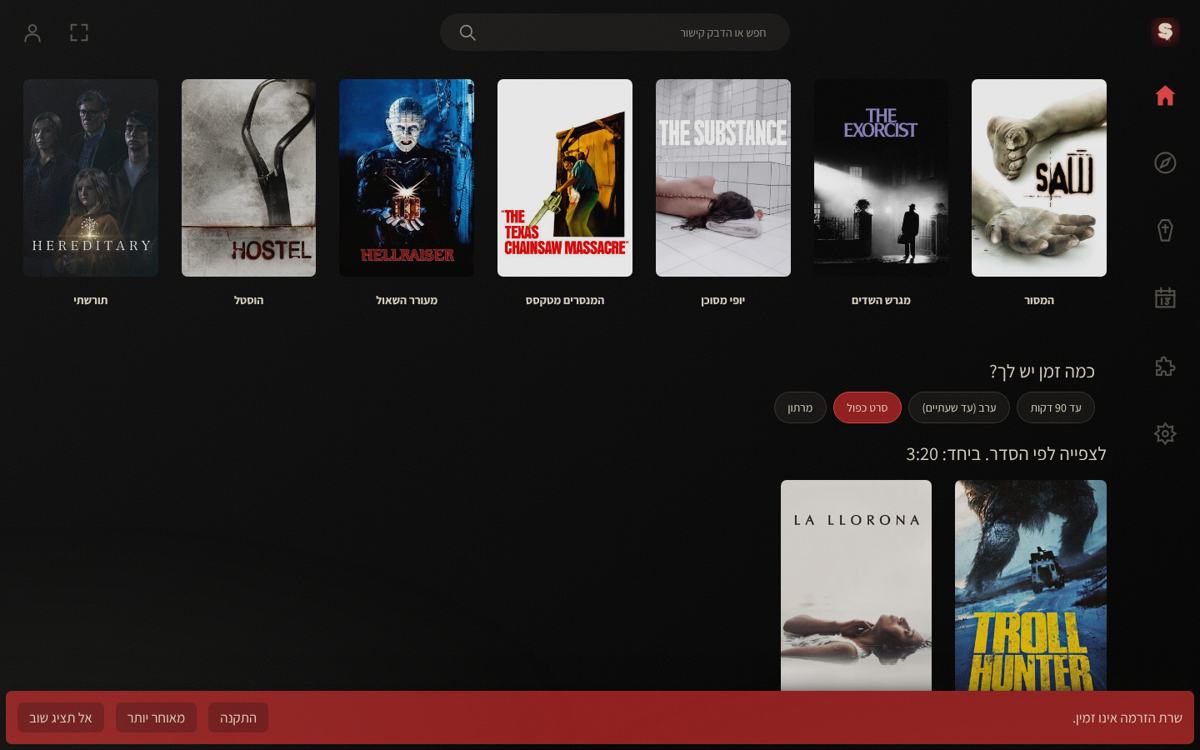 חפש או הדבק קישור
S
SAW
THE
EXORCIST
THE SUBSTANCE
"THE
TEXAS
CHAINSAW MASSACRE"
HELLRAISER
HOSTEL
HEREDITARY
המסור
מגרש השדים
יופי מסוכן
המנסרים מטקסס
מעורר השאול
הוסטל
תורשתי
13
כמה זמן יש לך?
עד 90 דקות
ערב (עד שעתיים)
סרט כפול
מרתון
לצפייה לפי הסדר. ביחד: 3:20
TROLL
HUNTER
LA LLORONA
שרת הזרמה אינו זמין.
התקנה
מאוחר יותר
אל תציג שוב